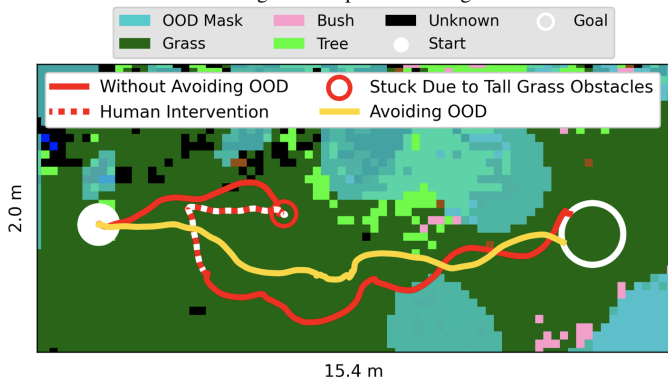 OOD Mask Bush Unknown Goal
Grass Tree Start
Without Avoiding OOD Stuck Due to Tall Grass Obstacles
Human Intervention Avoiding OOD
2.0 m
15.4 m